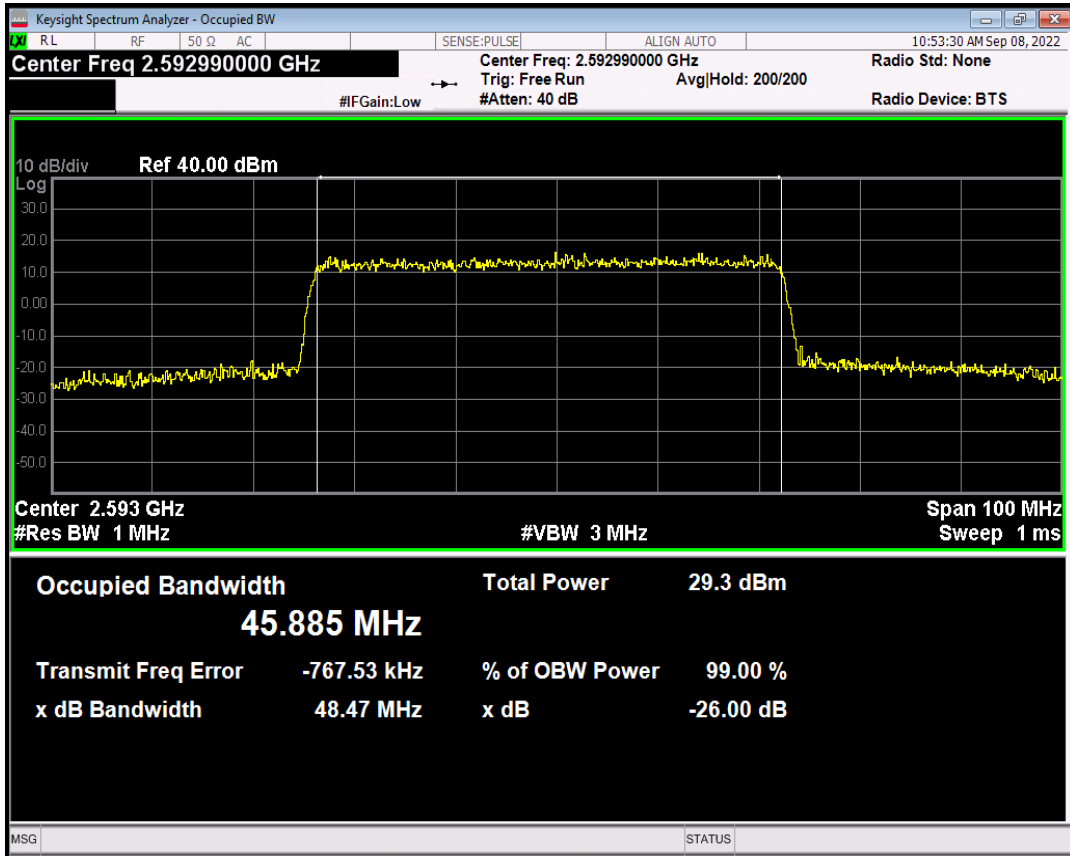 Keysight Spectrum Analyzer - Occupied BW
LXI RL RF 50 Ω AC SENSE:PULSE ALIGN AUTO 10:53:30 AM Sep 08, 2022
Center Freq 2.592990000 GHz Center Freq: 2.592990000 GHz Radio Std: None
Trig: Free Run Avg|Hold: 200/200
#IFGain:Low #Atten: 40 dB Radio Device: BTS
10 dB/div Ref 40.00 dBm
Log
30.0
20.0
10.0
0.00
-10.0
-20.0
-30.0
-40.0
-50.0
Center 2.593 GHz Span 100 MHz
#Res BW 1 MHz #VBW 3 MHz Sweep 1 ms
Occupied Bandwidth Total Power 29.3 dBm
45.885 MHz
Transmit Freq Error -767.53 kHz % of OBW Power 99.00 %
x dB Bandwidth 48.47 MHz x dB -26.00 dB
MSG STATUS